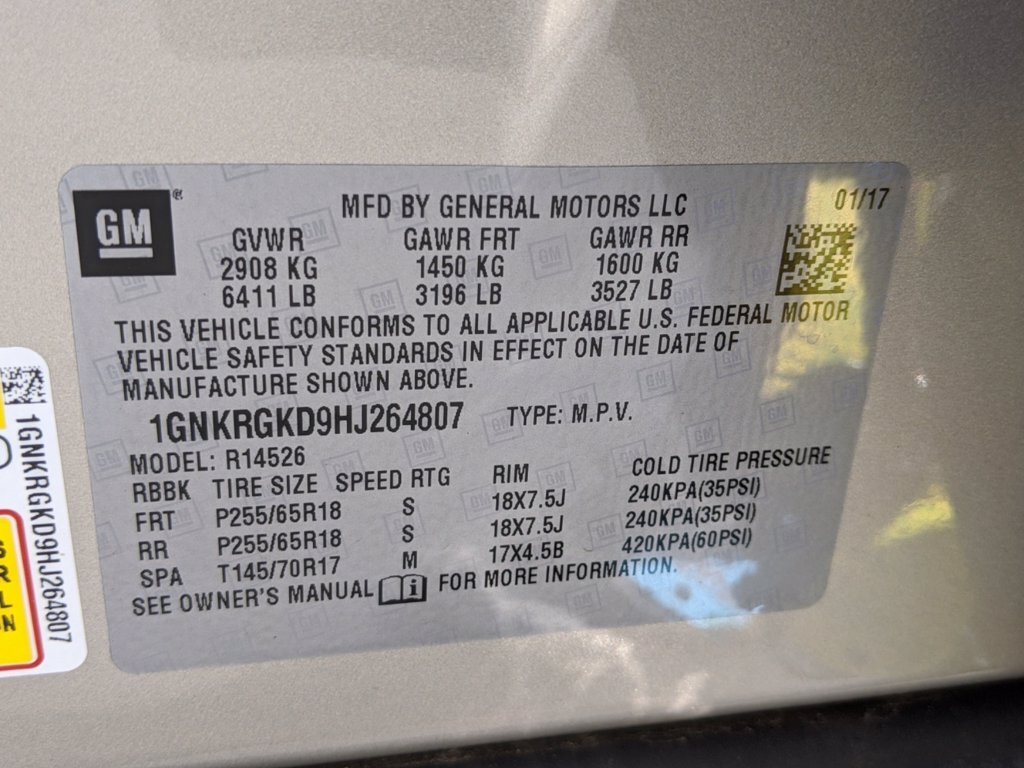 GM®
MFD BY GENERAL MOTORS LLC
01/17
GVWR GAWR FRT GAWR RR
2908 KG 1450 KG 1600 KG
6411 LB 3196 LB 3527 LB
THIS VEHICLE CONFORMS TO ALL APPLICABLE U.S. FEDERAL MOTOR
VEHICLE SAFETY STANDARDS IN EFFECT ON THE DATE OF
MANUFACTURE SHOWN ABOVE.
1GNKRGKD9HJ264807 TYPE: M.P.V.
MODEL: R14526
RBBK TIRE SIZE SPEED RTG RIM COLD TIRE PRESSURE
FRT P255/65R18 S 18X7.5J 240KPA(35PSI)
RR P255/65R18 S 18X7.5J 240KPA(35PSI)
SPA T145/70R17 M 17X4.5B 420KPA(60PSI)
SEE OWNER'S MANUAL i FOR MORE INFORMATION.
1GNKRGKD9HJ264807